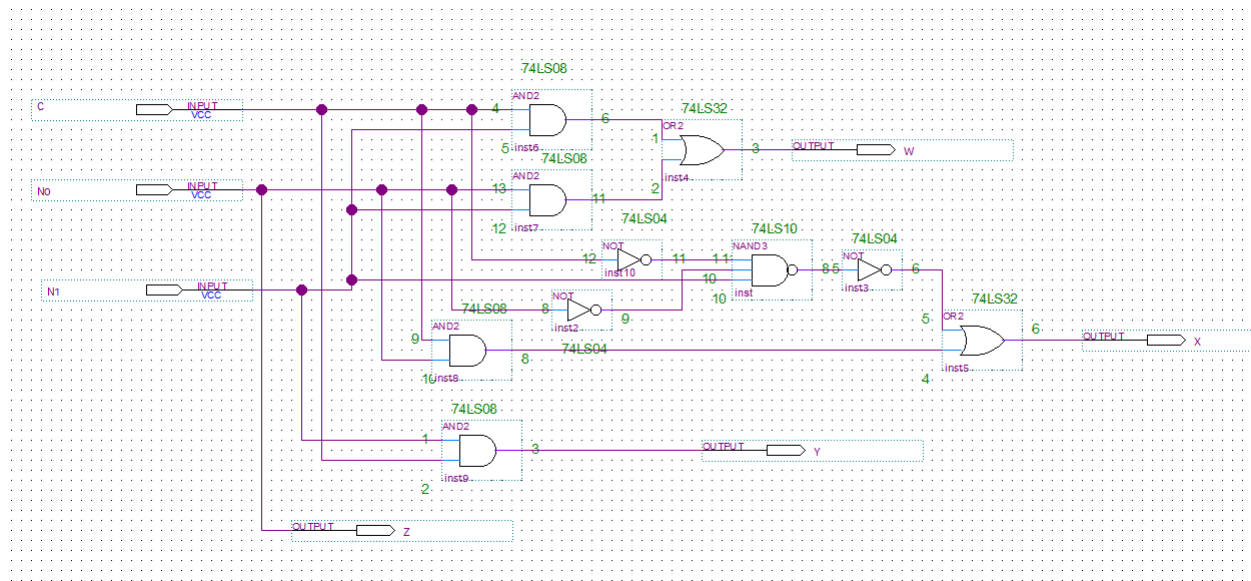 74LS08
C
INPUT
VCC
4
AND2
6
74LS32
OR2
1
5
inst6
3
OUTPUT
W
74LS08
inst4
N0
INPUT
VCC
13
AND2
11
2
12
inst7
74LS04
74LS10
74LS04
NOT
12
11
inst10
NAND3
11
10
10
inst
8
5
NOT
6
inst3
N1
INPUT
VCC
NOT
8
inst2
9
74LS32
5
OR2
6
OUTPUT
X
inst5
4
74LS08
AND2
9
8
10
inst8
74LS04
74LS08
AND2
1
3
inst9
2
OUTPUT
Y
OUTPUT
Z